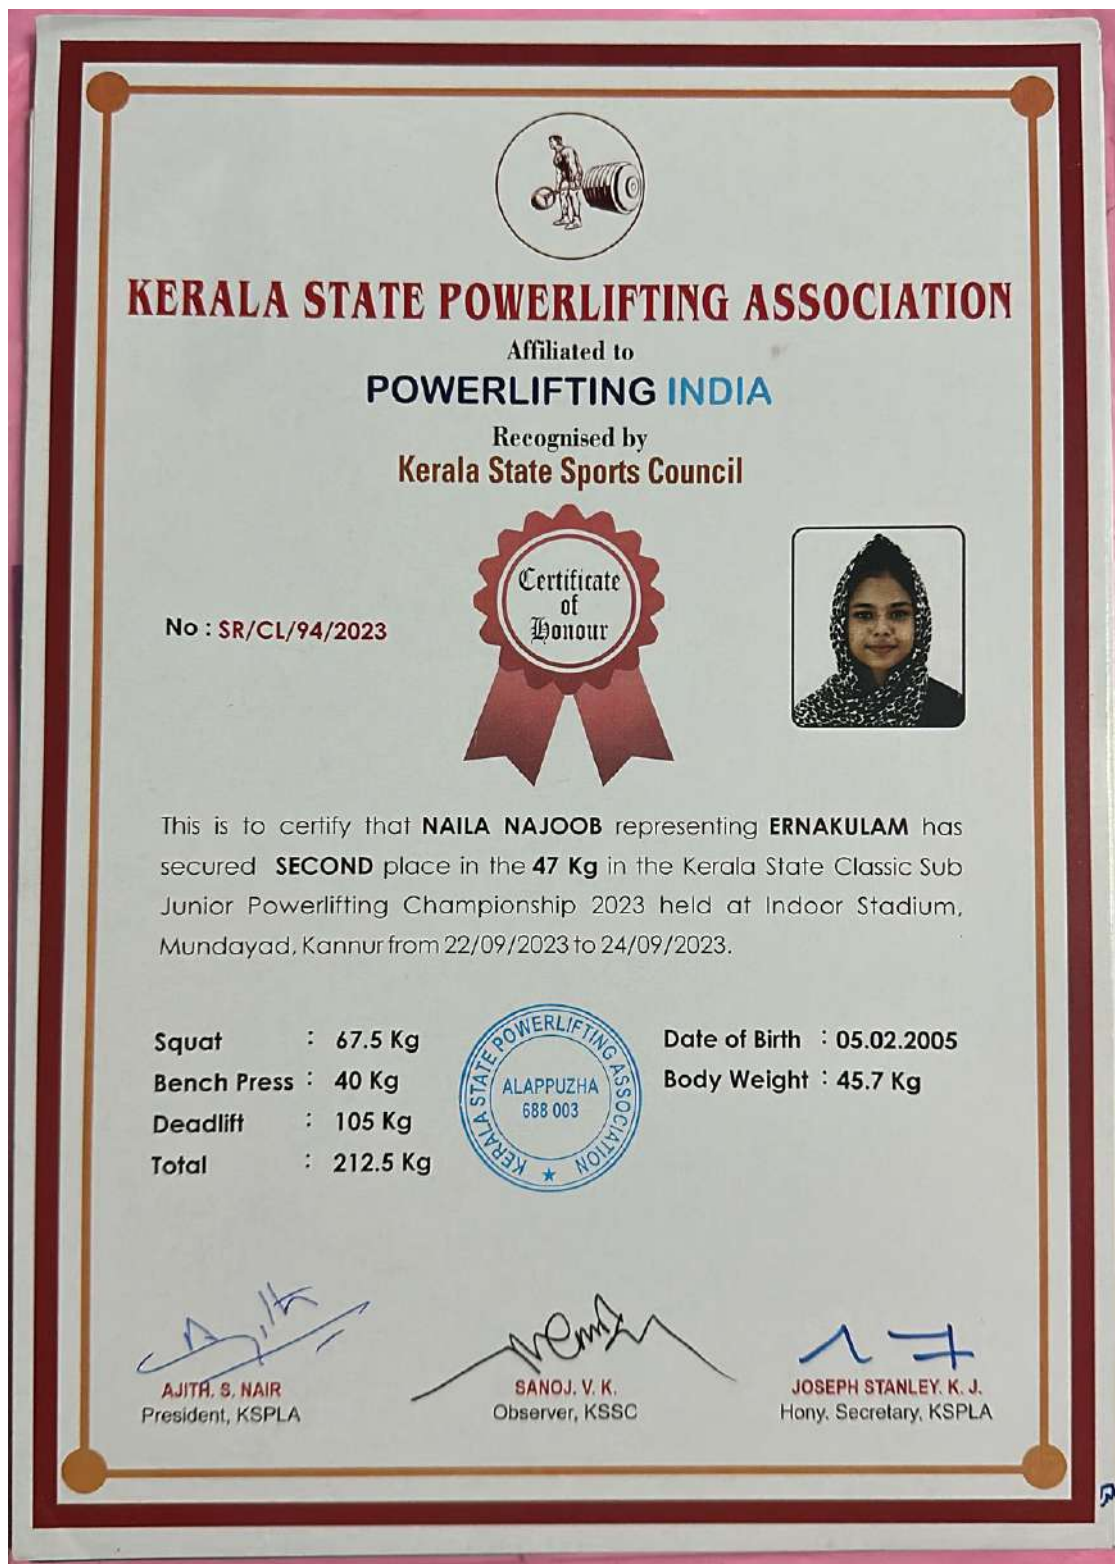 KERALA STATE POWERLIFTING ASSOCIATION
Affiliated to
POWERLIFTING INDIA
Recognised by
Kerala State Sports Council
Certificate
of
Honour
No : SR/CL/94/2023
This is to certify that NAILA NAJOOB representing ERNAKULAM has
secured SECOND place in the 47 Kg in the Kerala State Classic Sub
Junior Powerlifting Championship 2023 held at Indoor Stadium,
Mundayad, Kannur from 22/09/2023 to 24/09/2023.
Squat : 67.5 Kg
Bench Press : 40 Kg
Deadlift : 105 Kg
Total : 212.5 Kg
KERALA STATE POWERLIFTING ASSOCIATION
ALAPPUZHA
688 003
Date of Birth : 05.02.2005
Body Weight : 45.7 Kg
Ajith
AJITH. S. NAIR
President, KSPLA
SANOJ. V. K.
Observer, KSSC
JOSEPH STANLEY. K. J.
Hony. Secretary, KSPLA